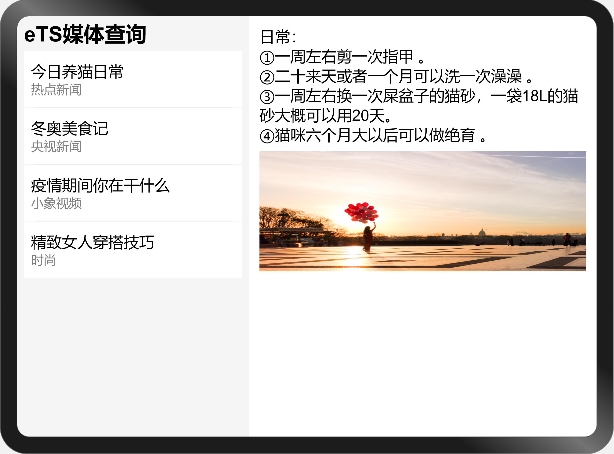 eTS媒体查询
今日养猫日常
热点新闻
冬奥美食记
央视新闻
疫情期间你在干什么
小象视频
精致女人穿搭技巧
时尚
日常：
①一周左右剪一次指甲 。
②二十来天或者一个月可以洗一次澡澡 。
③一周左右换一次屎盆子的猫砂，一袋18L的猫
砂大概可以用20天。
④猫咪六个月大以后可以做绝育 。